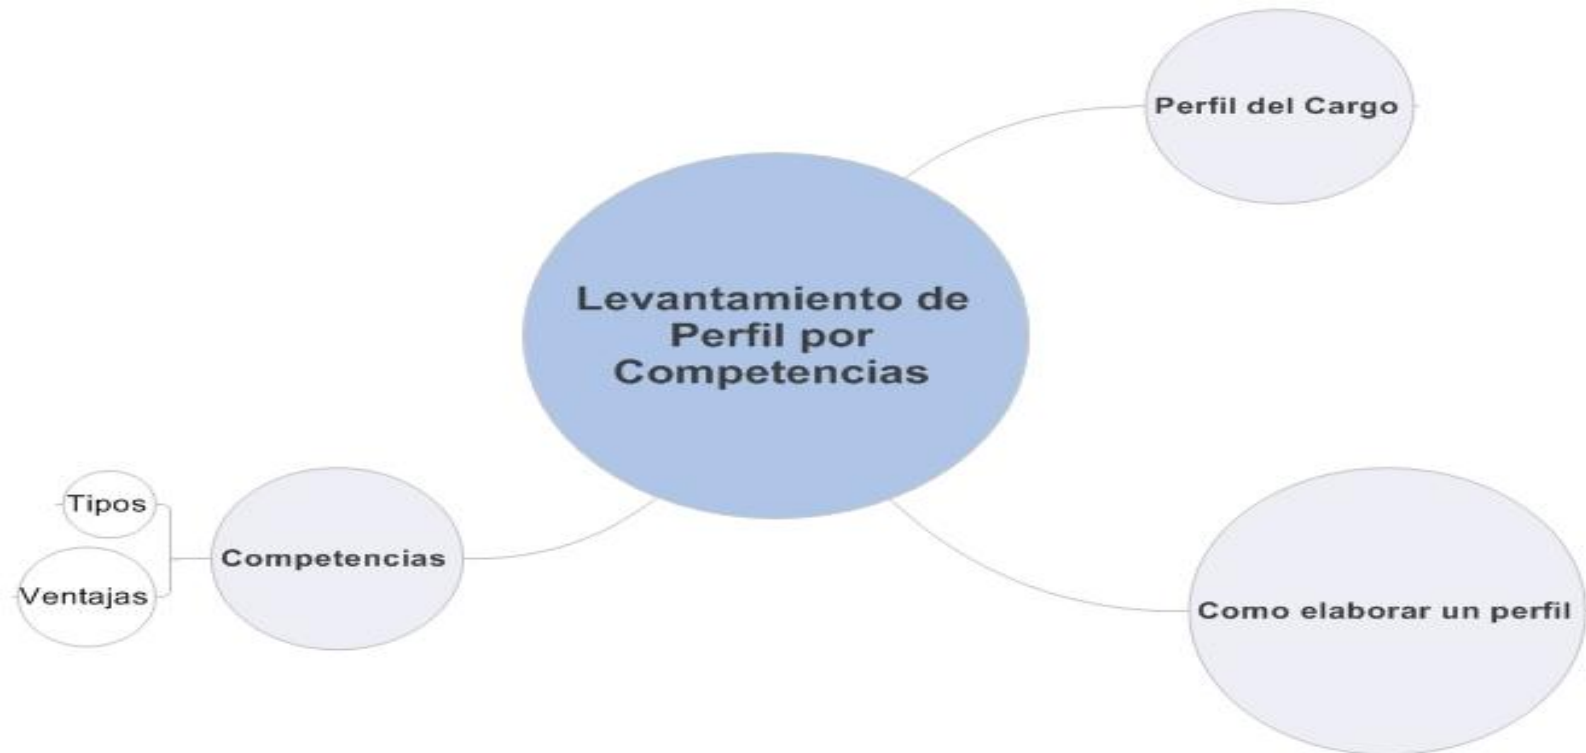 Perfil del Cargo
Levantamiento de
Perfil por
Competencias
Tipos
Competencias
Ventajas
Como elaborar un perfil